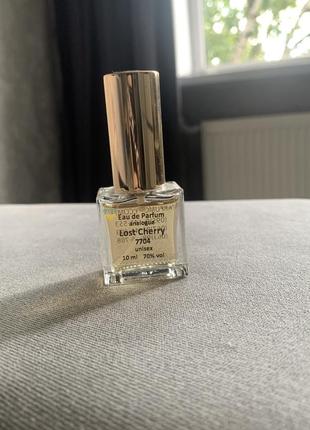 Eau de Parfum
analogue
Lost Cherry
7704
unisex
10 ml 70% vol